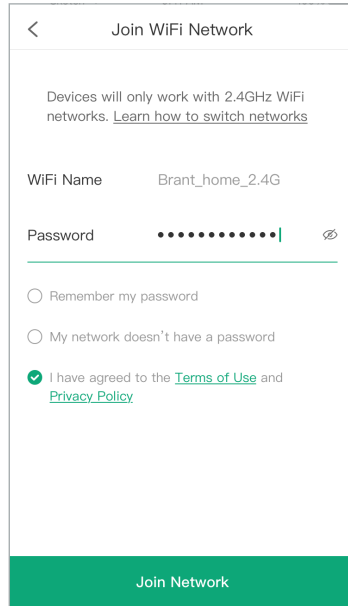 Join WiFi Network
Devices will only work with 2.4GHz WiFi
networks. Learn how to switch networks
WiFi Name Brant_home_2.4G
Password ••••••••••••
Remember my password
My network doesn't have a password
I have agreed to the Terms of Use and
Privacy Policy
Join Network